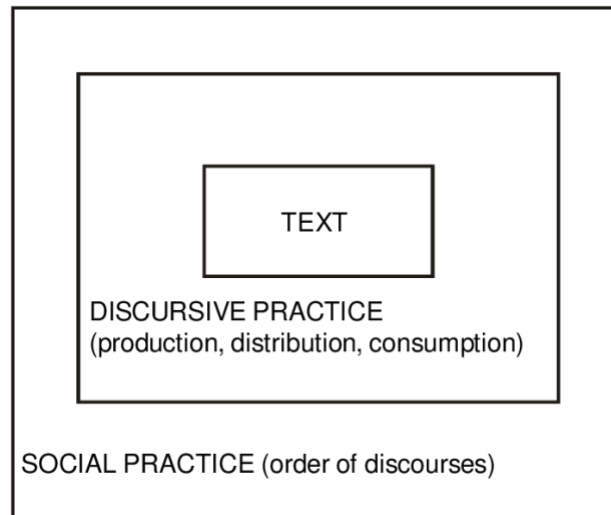 TEXT
DISCURSIVE PRACTICE
(production, distribution, consumption)
SOCIAL PRACTICE (order of discourses)